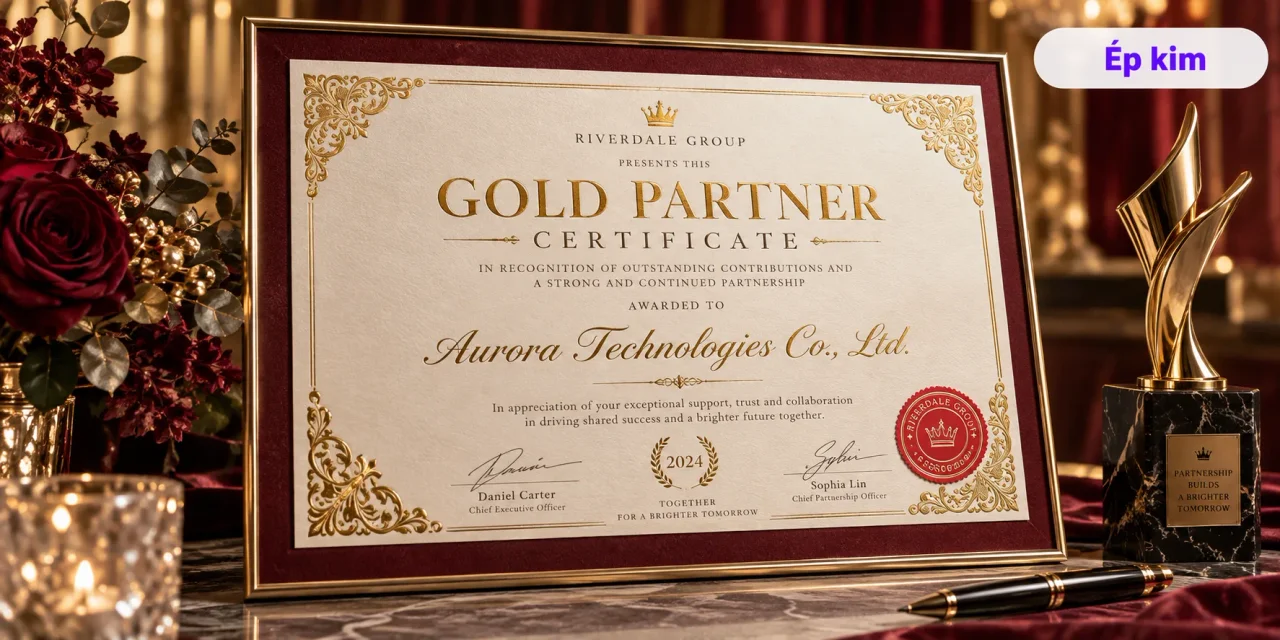 Ép kim
RIVERDALE GROUP
PRESENTS THIS
GOLD PARTNER
CERTIFICATE
IN RECOGNITION OF OUTSTANDING CONTRIBUTIONS AND
A STRONG AND CONTINUED PARTNERSHIP
AWARDED TO
Aurora Technologies Co., Ltd.
In appreciation of your exceptional support, trust and collaboration
in driving shared success and a brighter future together.
2024
Daniel Carter
Chief Executive Officer
TOGETHER
FOR A BRIGHTER TOMORROW
Sophia Lin
Chief Partnership Officer
RIVERDALE GROUP
PARTNERSHIP
BUILDS
A BRIGHTER
TOMORROW